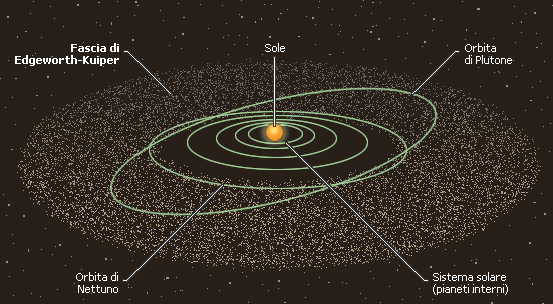 Fascia di
Edgeworth-Kuiper
Sole
Orbita
di Plutone
Orbita di
Nettuno
Sistema solare
(pianeti interni)